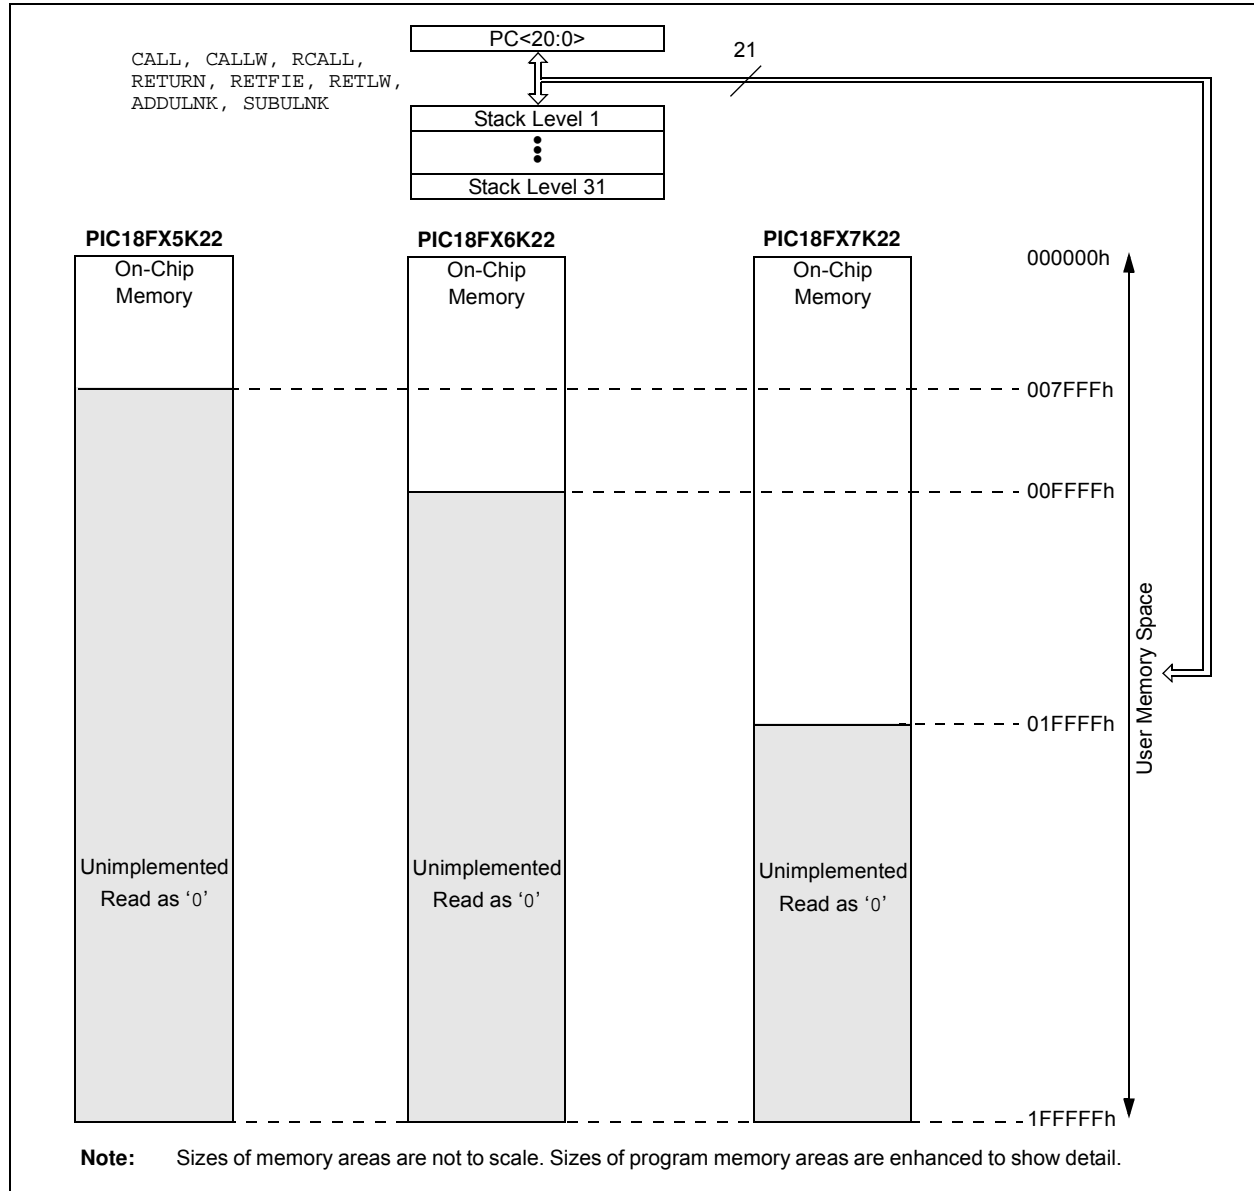 PC<20:0>
21
CALL, CALLW, RCALL,
RETURN, RETFIE, RETLW,
ADDULNK, SUBULNK
Stack Level 1
Stack Level 31
PIC18FX5K22
PIC18FX6K22
PIC18FX7K22
On-Chip
Memory
On-Chip
Memory
On-Chip
Memory
000000h
007FFFh
00FFFFh
01FFFFh
User Memory Space
Unimplemented
Read as ‘0’
Unimplemented
Read as ‘0’
Unimplemented
Read as ‘0’
1FFFFFh
Note: Sizes of memory areas are not to scale. Sizes of program memory areas are enhanced to show detail.